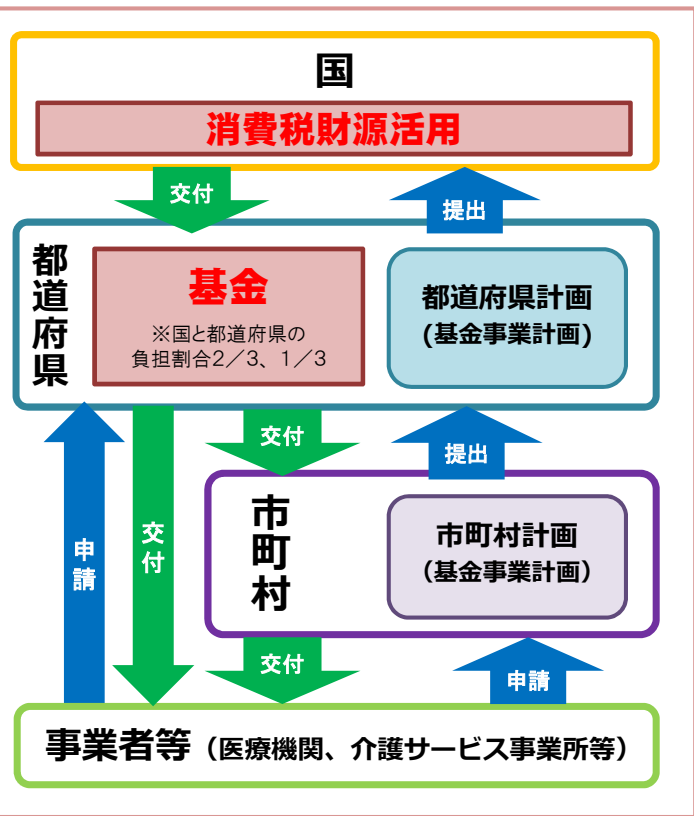 国
消費税財源活用
交付
提出
都道府県
基金
※国と都道府県の
負担割合2／3、1／3
都道府県計画
(基金事業計画)
交付
提出
申請
交付
市町村
市町村計画
（基金事業計画）
交付
申請
事業者等（医療機関、介護サービス事業所等）